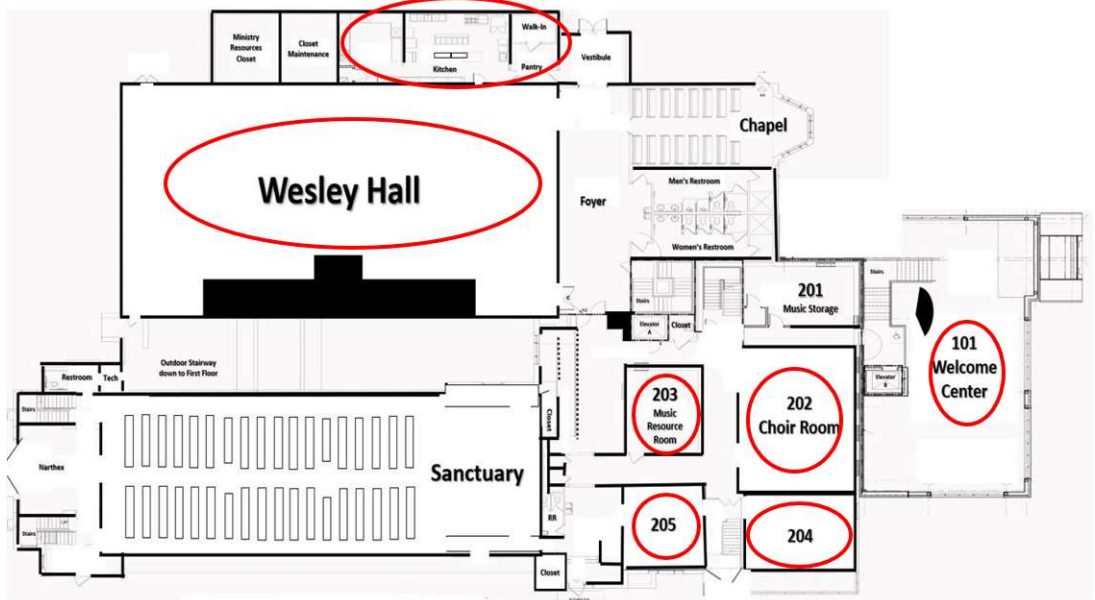 Ministry
Resources
Closet
Closet
Maintenance
Kitchen
Walk-In
Pantry
Vestibule
Chapel
Wesley Hall
Foyer
Men's Restroom
Women's Restroom
Stairs
Elevator
A
Closet
201
Music Storage
Stairs
101
Welcome
Center
Elevator
B
Outdoor Stairway
down to First Floor
Restroom
Tech
Stairs
Narthex
Stairs
Sanctuary
Closet
203
Music
Resource
Room
202
Choir Room
RR
205
204
Closet